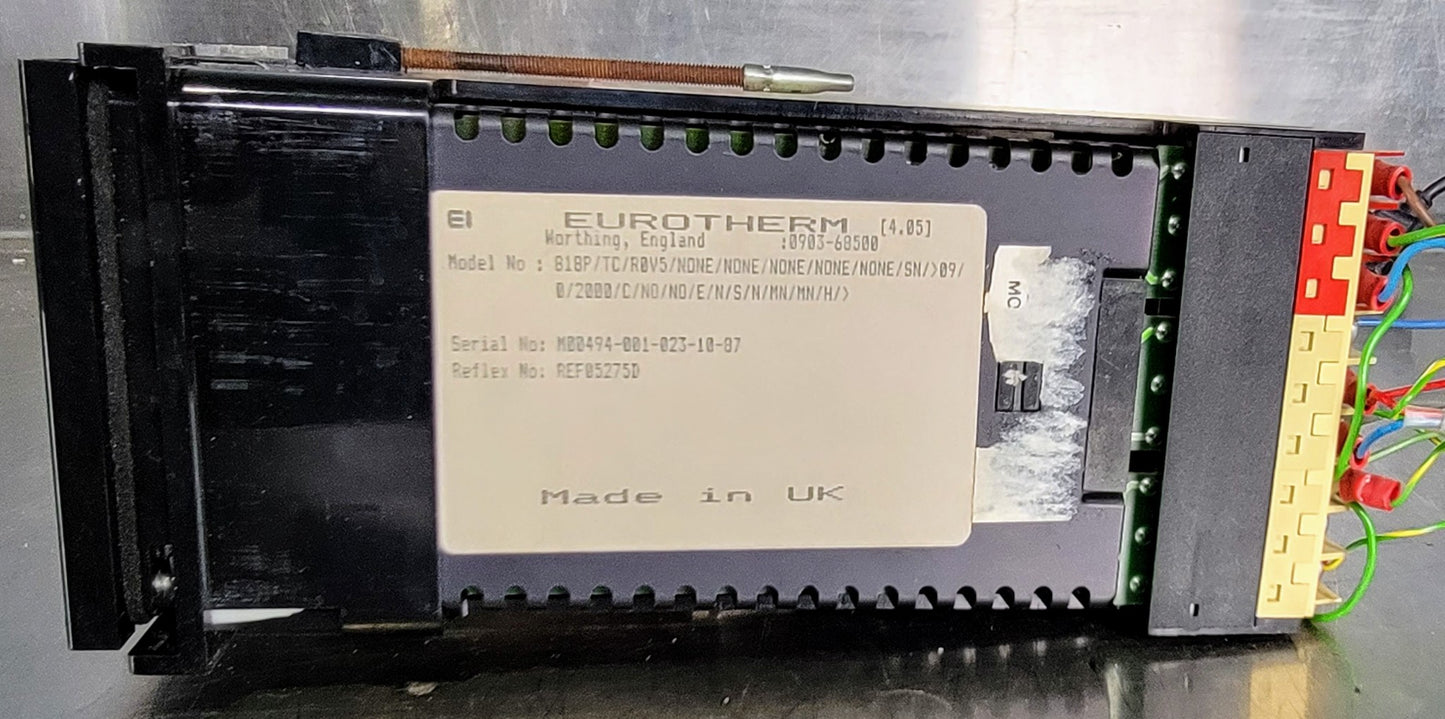 EI EUROTHERM [4.05]
Worthing, England :0903-68500
Model No : 818P/TC/R0V5/NONE/NONE/NONE/NONE/NONE/SN/>09/
0/2000/C/NO/NO/E/N/S/N/MN/MN/H/>
Serial No: M00494-001-023-10-87
Reflex No: REF05275D
Made in UK
MC